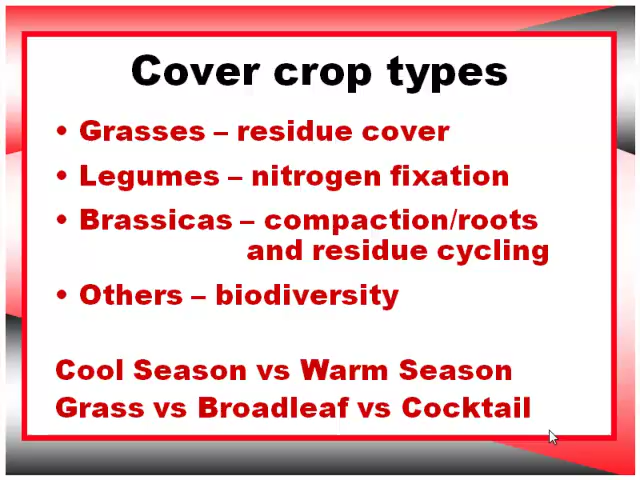 Cover crop types
• Grasses – residue cover
• Legumes – nitrogen fixation
• Brassicas – compaction/roots
and residue cycling
• Others – biodiversity
Cool Season vs Warm Season
Grass vs Broadleaf vs Cocktail